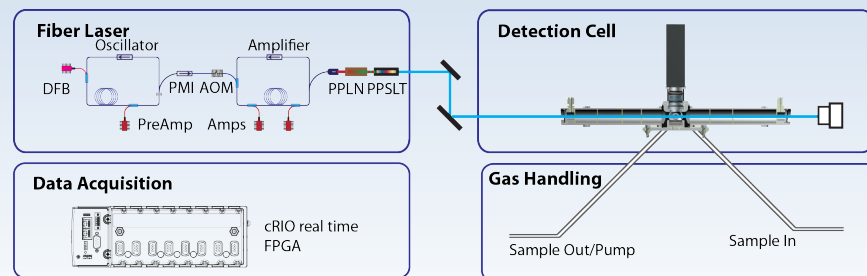 Fiber Laser
Oscillator
Amplifier
DFB
PMI
AOM
PPLN
PPSLT
PreAmp
Amps
Detection Cell
Data Acquisition
cRIO real time
FPGA
Gas Handling
Sample Out/Pump
Sample In